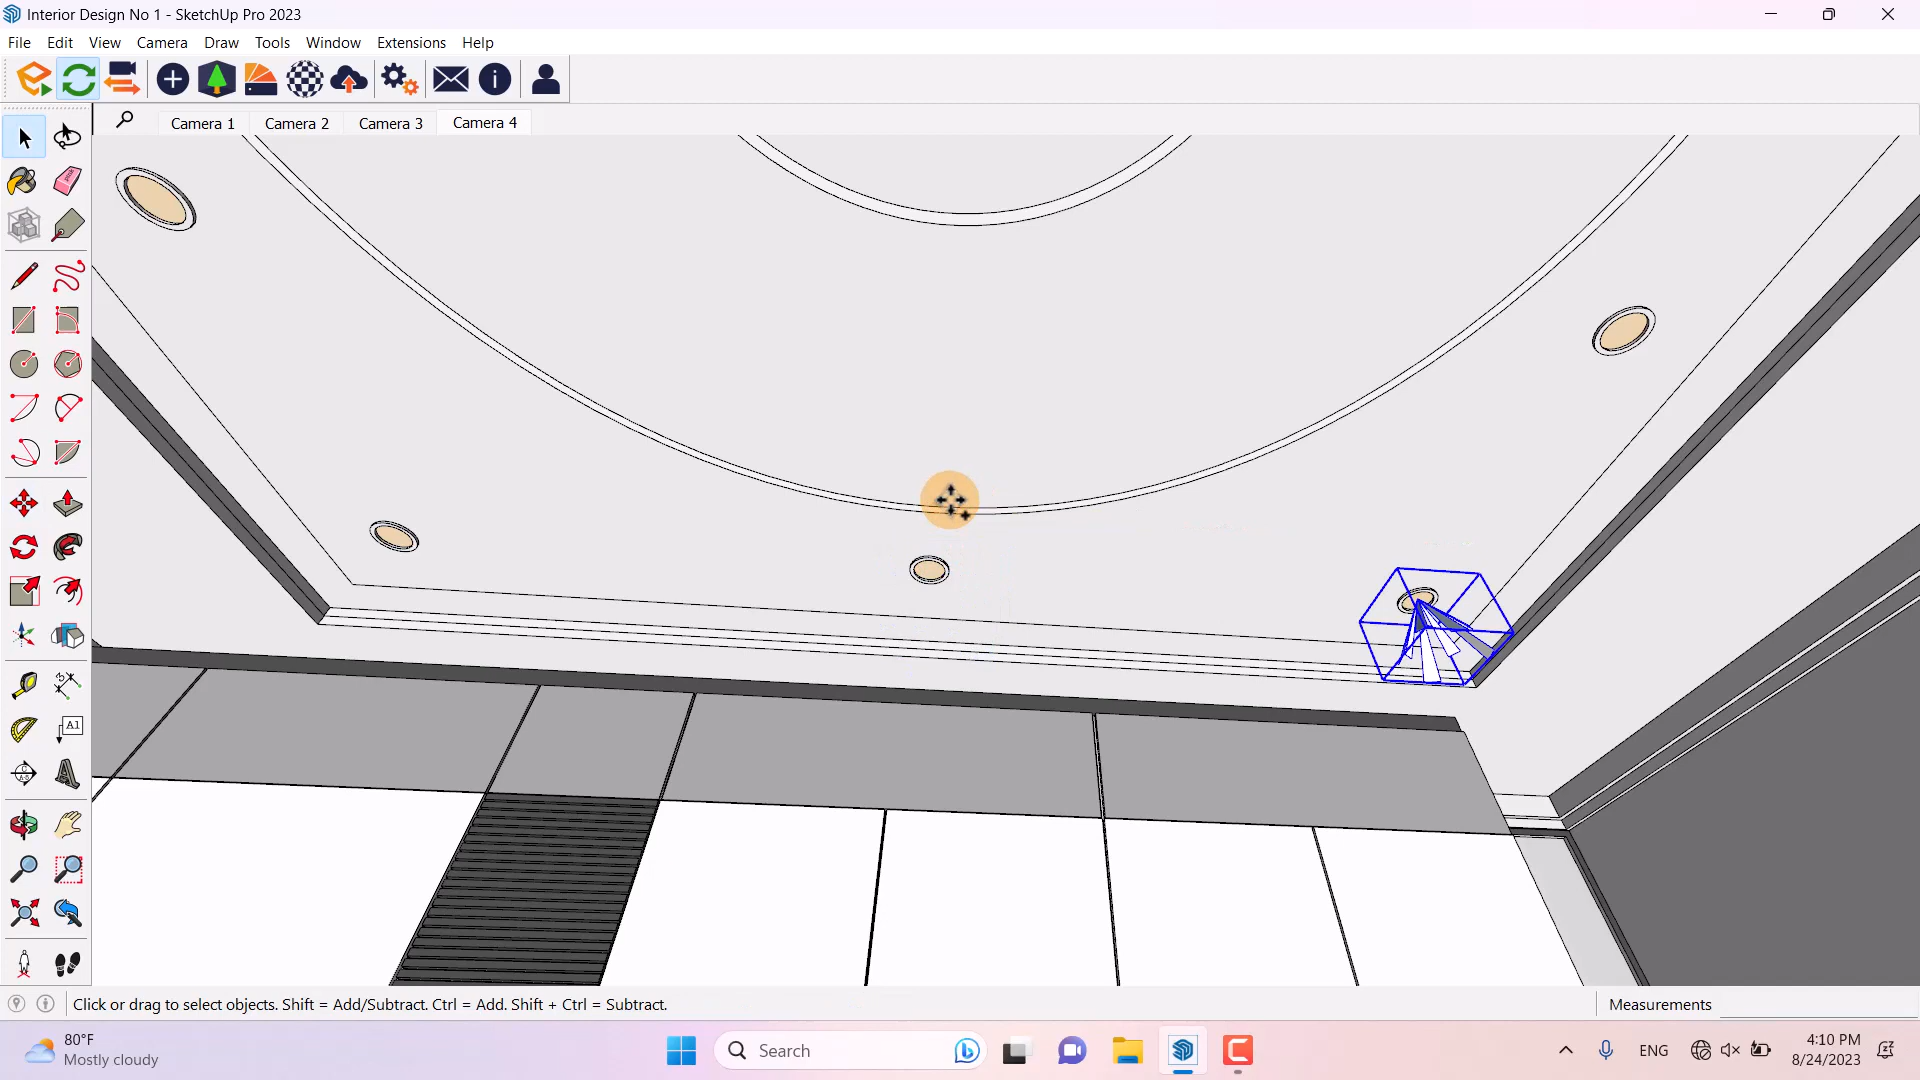 Interior Design No 1 - SketchUp Pro 2023
File Edit View Camera Draw Tools Window Extensions Help
Camera 1 Camera 2 Camera 3 Camera 4
A1
Click or drag to select objects. Shift = Add/Subtract. Ctrl = Add. Shift + Ctrl = Subtract.
Measurements
80°F
Mostly cloudy
Search
ENG
4:10 PM
8/24/2023